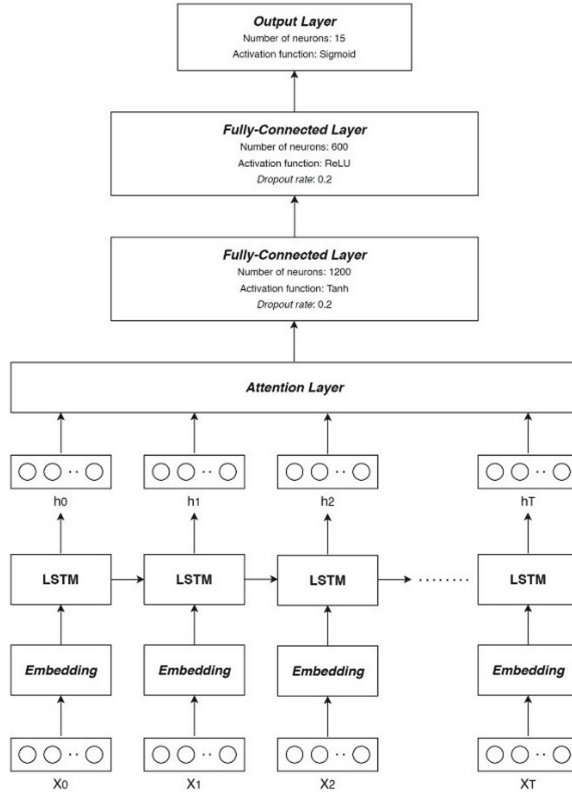 Output Layer
Number of neurons: 15
Activation function: Sigmoid
Fully-Connected Layer
Number of neurons: 600
Activation function: ReLU
Dropout rate: 0.2
Fully-Connected Layer
Number of neurons: 1200
Activation function: Tanh
Dropout rate: 0.2
Attention Layer
h0 h1 h2 hT
LSTM LSTM LSTM ········ LSTM
Embedding Embedding Embedding Embedding
X0 X1 X2 XT